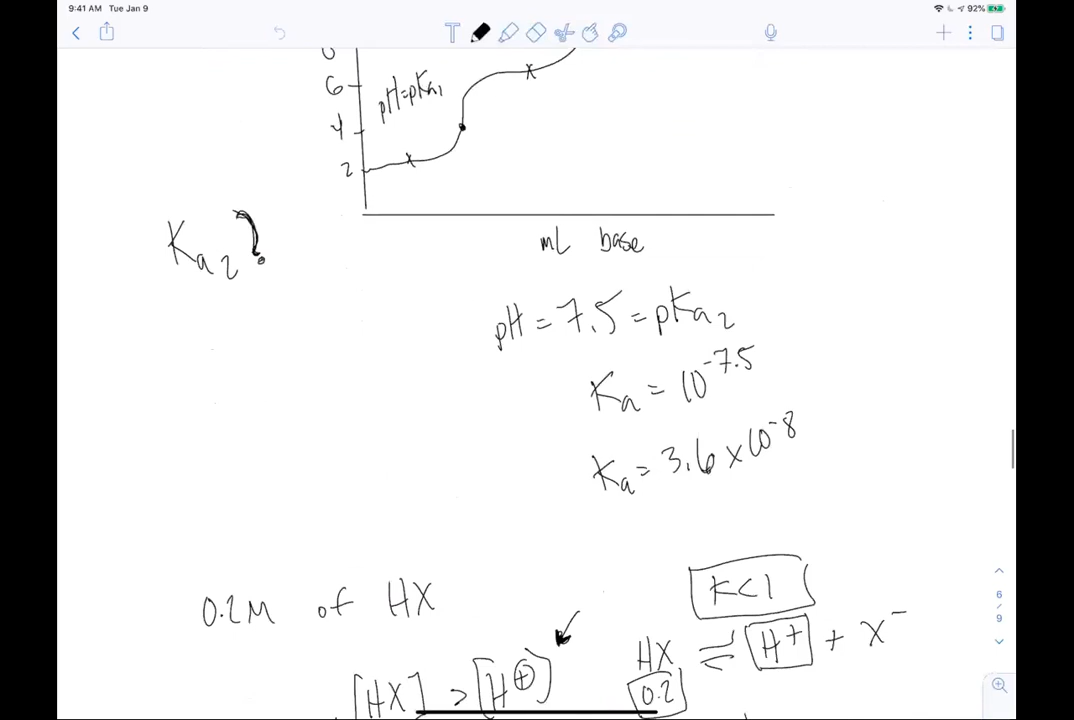 9:41 AM Tue Jan 9
92%
T
6
pH=pKa₁
4
2
mL base
Ka₂?
pH = 7.5 = pKa₂
Ka = 10⁻⁷·⁵
Ka = 3.6 x 10⁻⁸
0.2M of HX
K<1
HX ⇌ H+ + X⁻
[HX] > [H⊕]
0.2
6
/
9